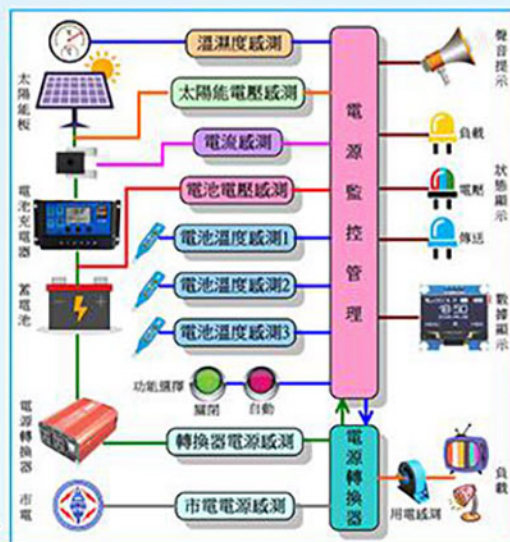 溫濕度感測
太陽能板
太陽能電壓感測
電流感測
電池充電器
電池電壓感測
電池溫度感測1
電池溫度感測2
電池溫度感測3
蓄電池
功能選擇
關閉
自動
電源轉換器
轉換器電源感測
市電
市電電源感測
電源監控管理
電源轉換器
聲音提示
負載
電壓
傳送
狀態顯示
數據顯示
用電感測
負載